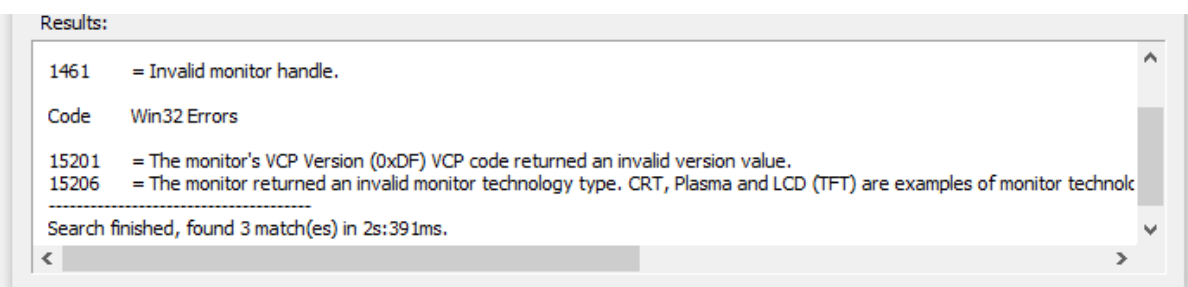 Results:
1461 = Invalid monitor handle.
Code Win32 Errors
15201 = The monitor's VCP Version (0xDF) VCP code returned an invalid version value.
15206 = The monitor returned an invalid monitor technology type. CRT, Plasma and LCD (TFT) are examples of monitor technolc
--------------------------------------
Search finished, found 3 match(es) in 2s:391ms.